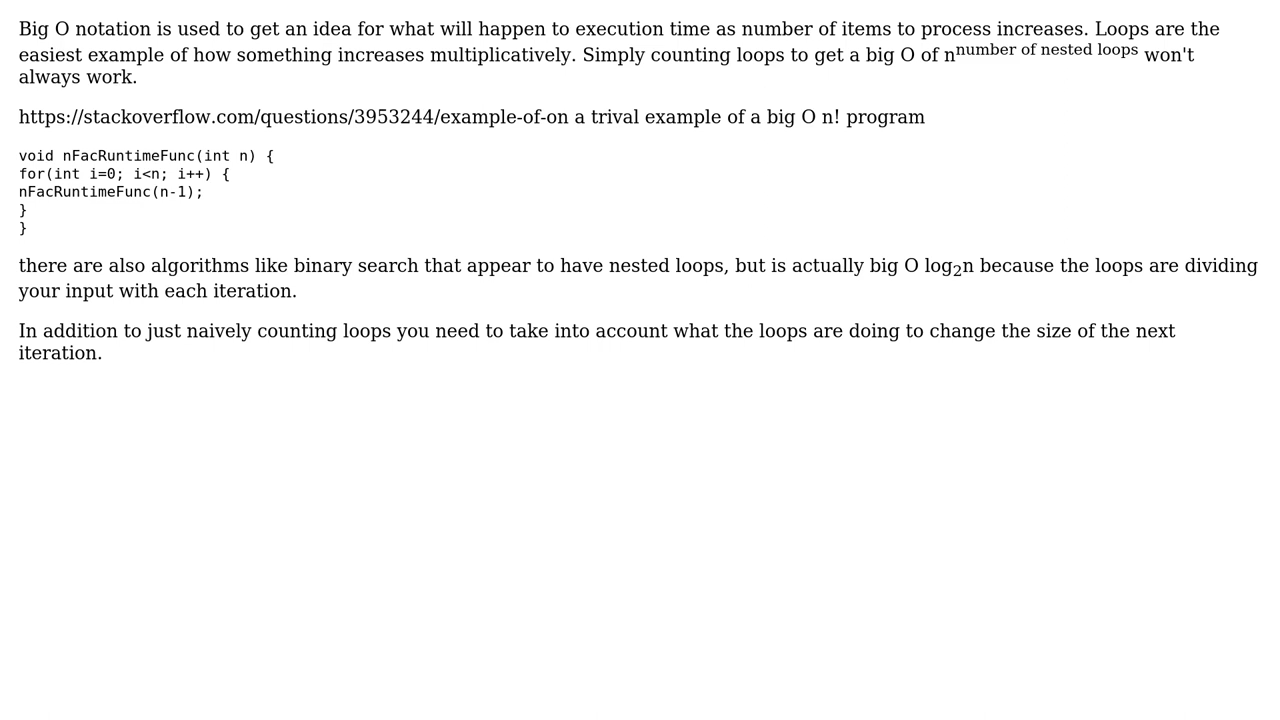 Big O notation is used to get an idea for what will happen to execution time as number of items to process increases. Loops are the
easiest example of how something increases multiplicatively. Simply counting loops to get a big O of n^number of nested loops won't
always work.
https://stackoverflow.com/questions/3953244/example-of-on a trival example of a big O n! program
void nFacRuntimeFunc(int n) {
for(int i=0; i<n; i++) {
nFacRuntimeFunc(n-1);
}
}
there are also algorithms like binary search that appear to have nested loops, but is actually big O log₂n because the loops are dividing
your input with each iteration.
In addition to just naively counting loops you need to take into account what the loops are doing to change the size of the next
iteration.